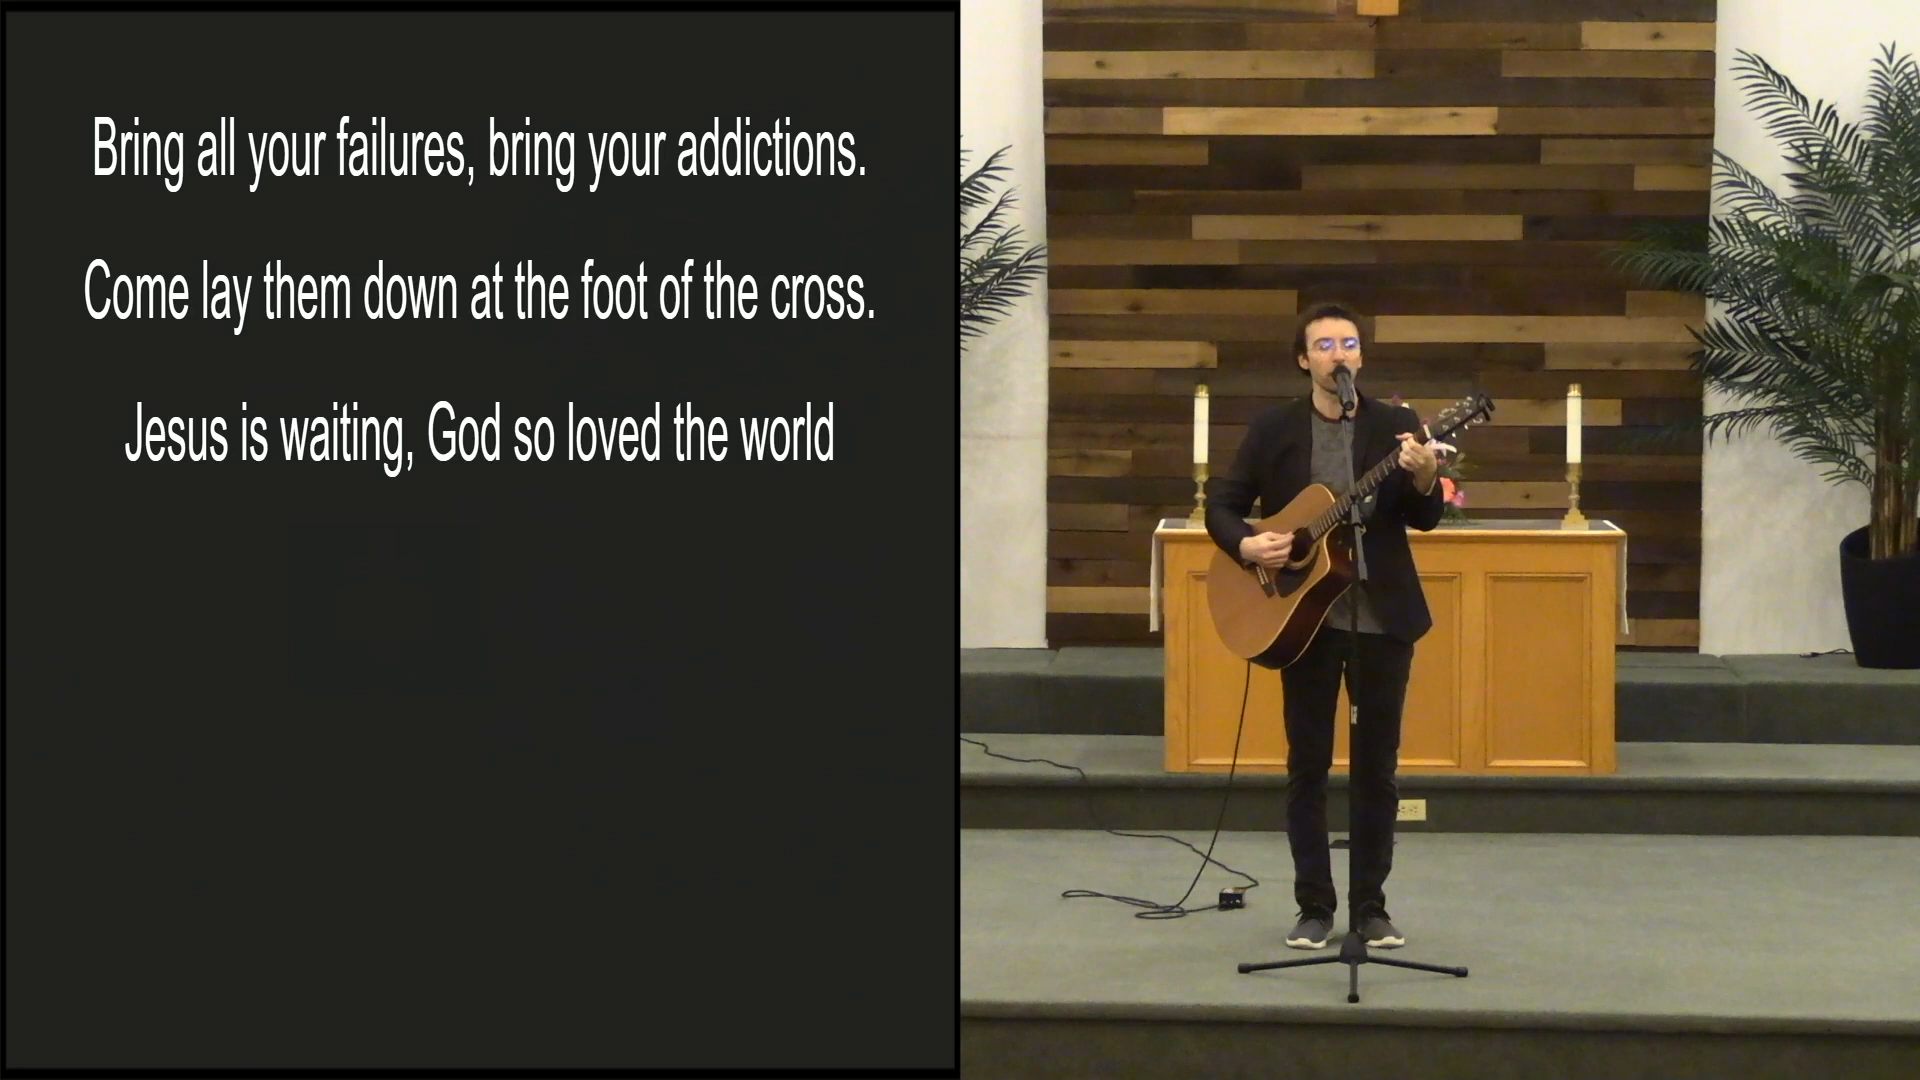 Bring all your failures, bring your addictions.
Come lay them down at the foot of the cross.
Jesus is waiting, God so loved the world